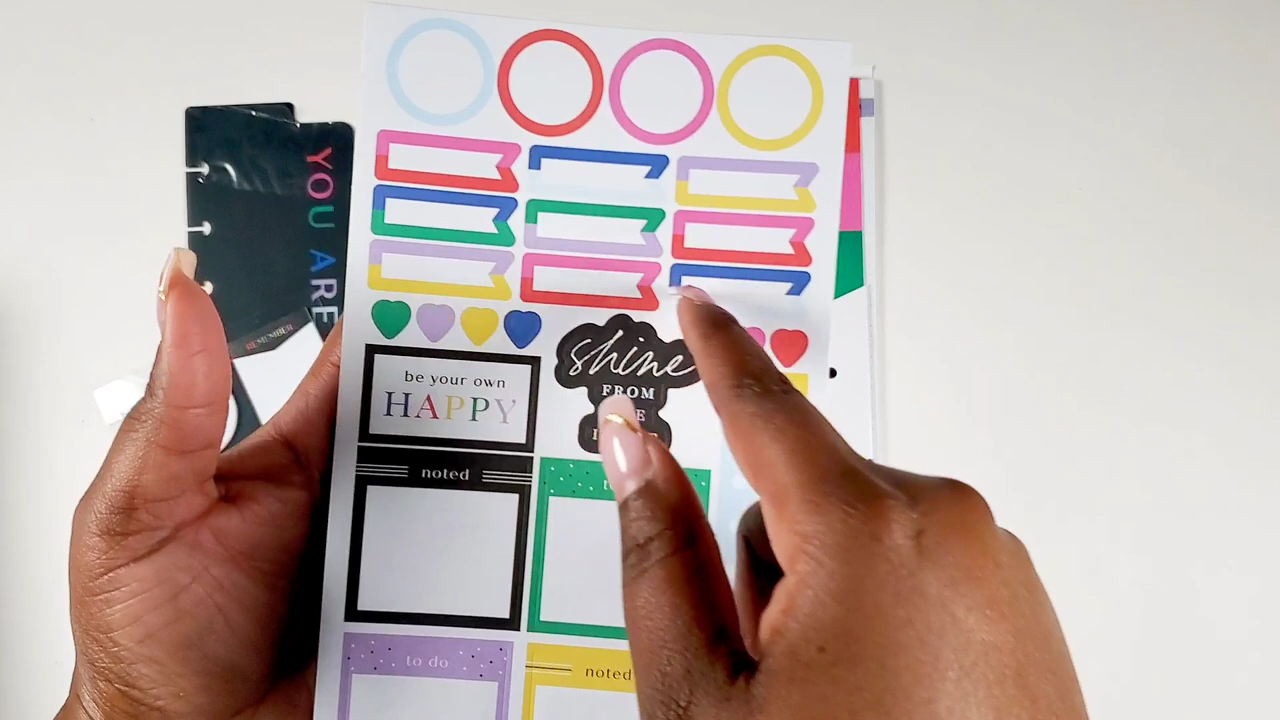 YOU ARE
REMEMBER
shine
FROM
be your own
HAPPY
noted
to do
noted